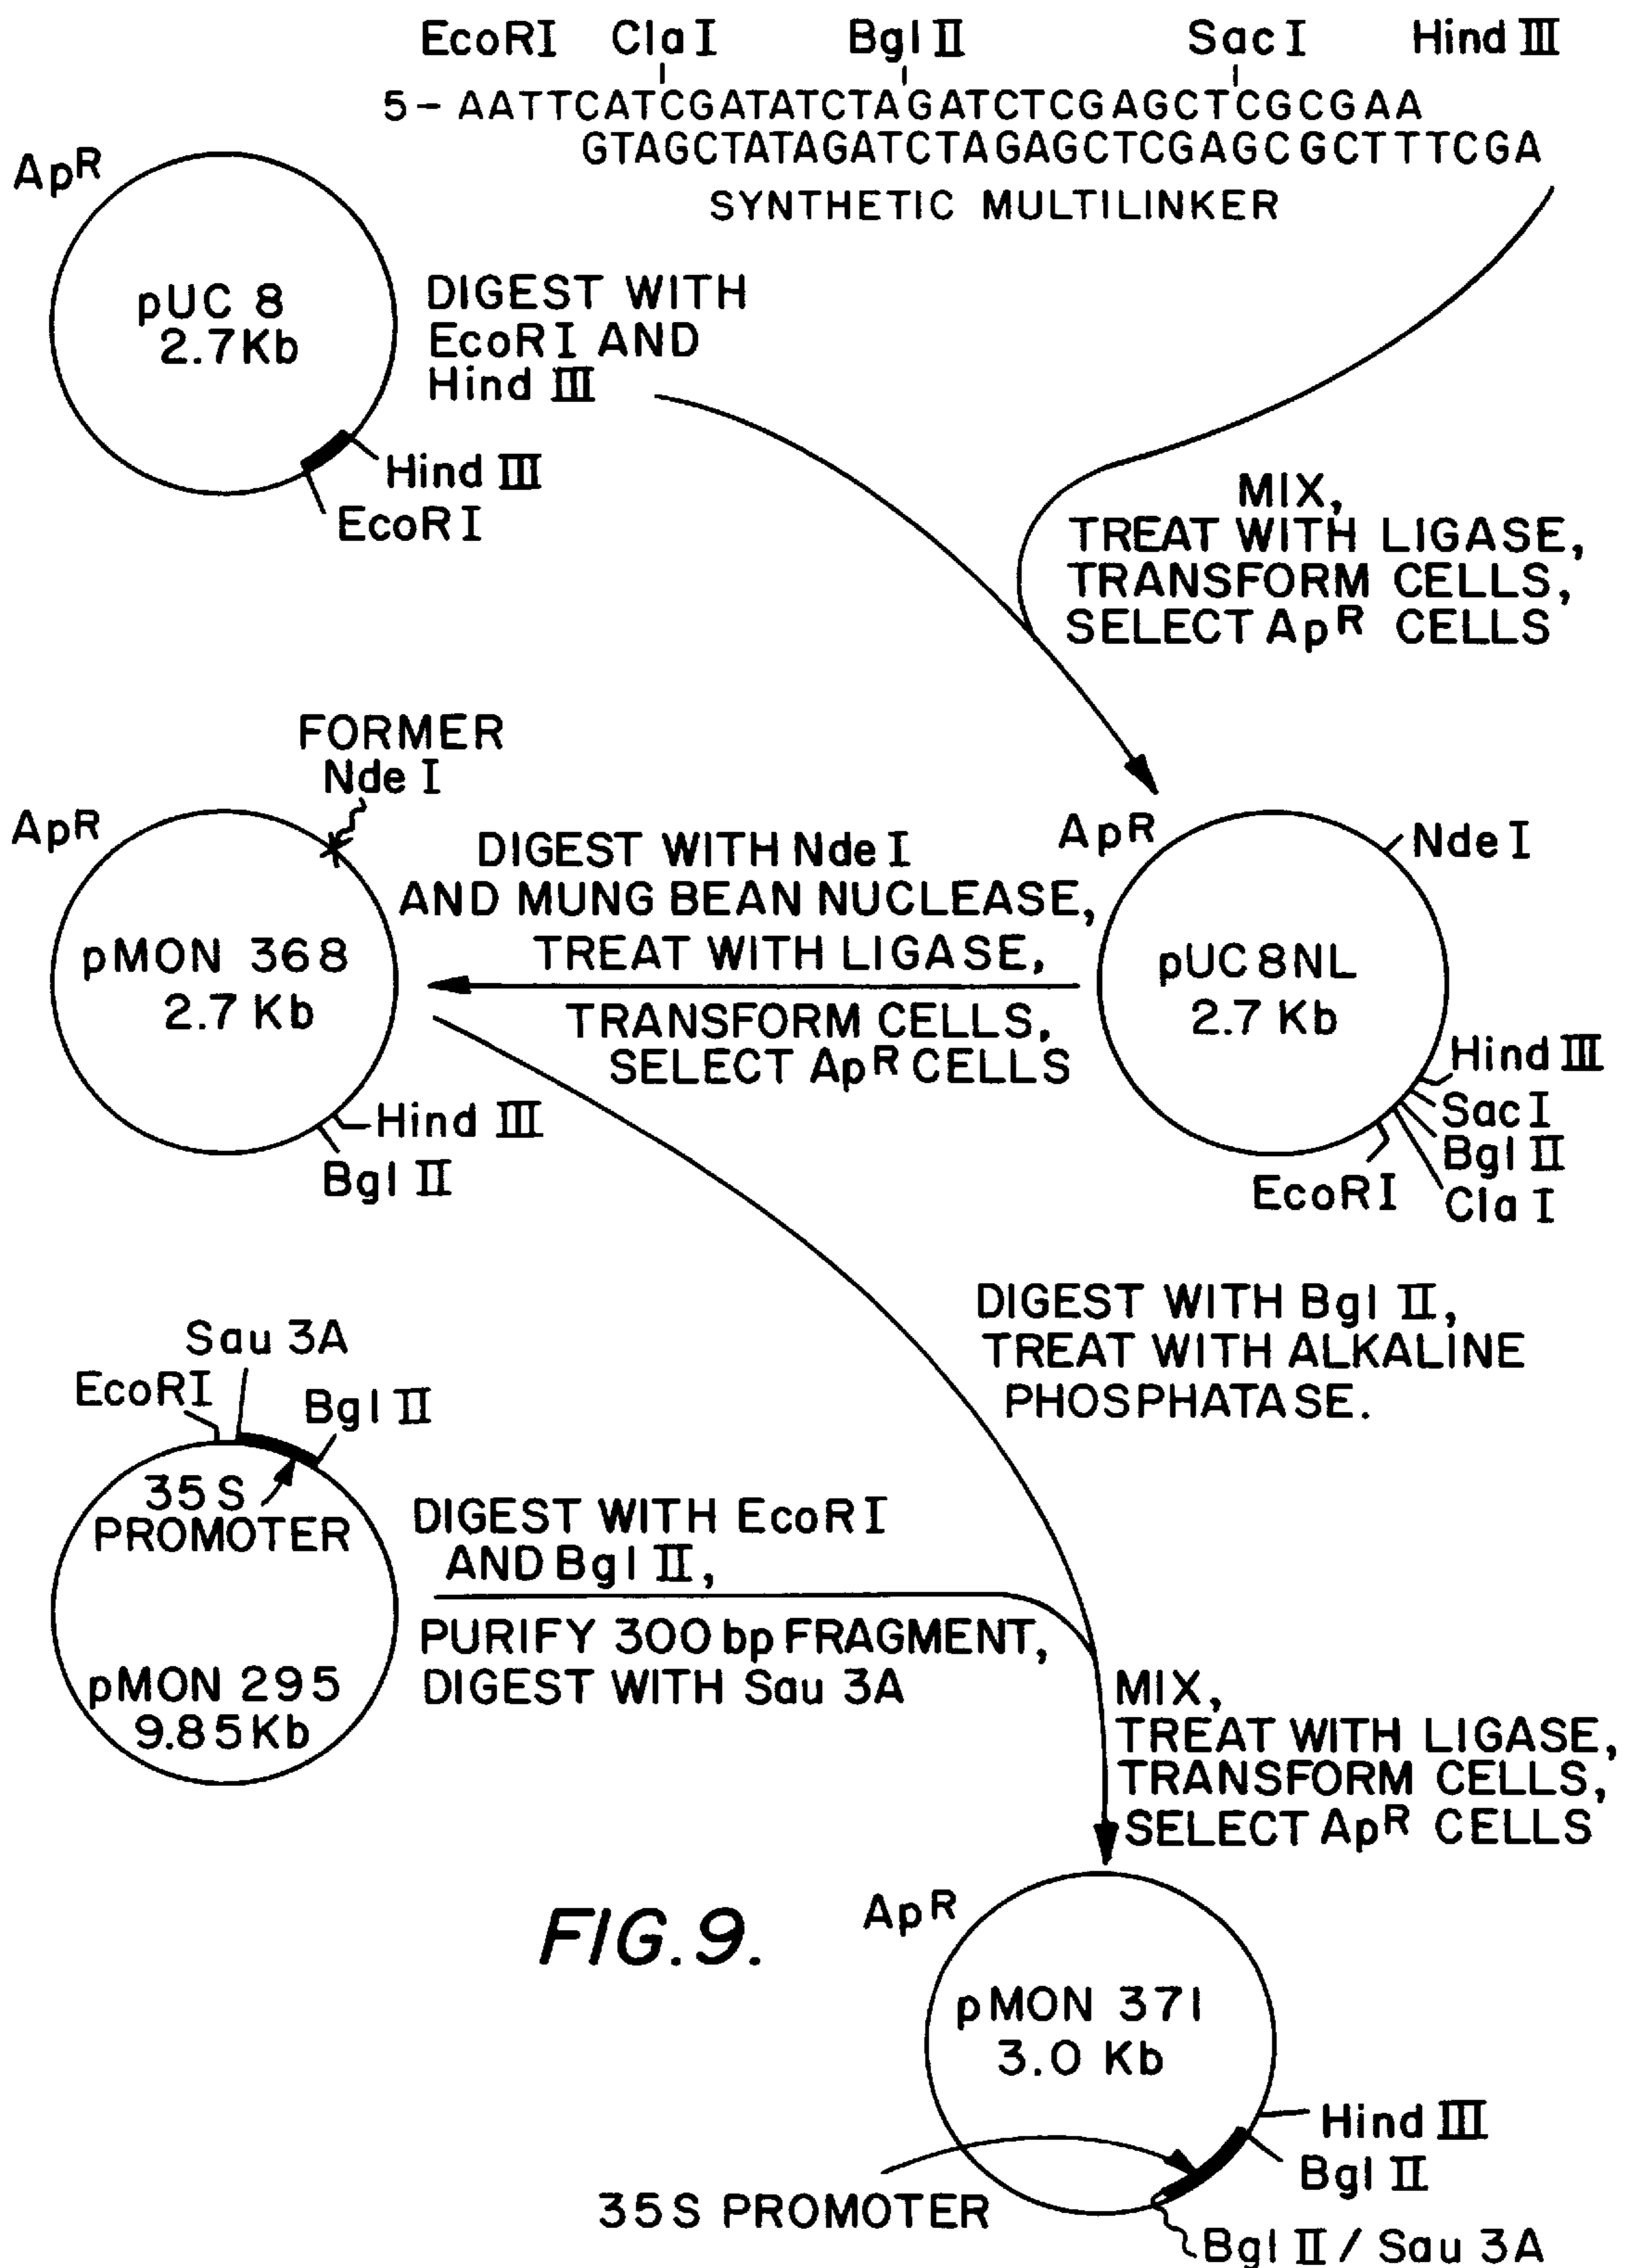 EcoRI ClaI Bgl II SacI Hind III
5- AATTCATCGATATCTAGATCTCGAGCTCGCGAA
GTAGCTATAGATCTAGAGCTCGAGCGCTTTCGA
SYNTHETIC MULTILINKER
ApR
pUC 8
2.7Kb
DIGEST WITH
EcoRI AND
Hind III
Hind III
EcoRI
MIX,
TREAT WITH LIGASE,
TRANSFORM CELLS,
SELECT ApR CELLS
FORMER
Nde I
ApR
pMON 368
2.7 Kb
Hind III
Bgl II
DIGEST WITH Nde I
AND MUNG BEAN NUCLEASE,
TREAT WITH LIGASE,
TRANSFORM CELLS,
SELECT ApR CELLS
ApR
Nde I
pUC8NL
2.7 Kb
Hind III
Sac I
Bgl II
Cla I
EcoRI
DIGEST WITH Bgl II,
TREAT WITH ALKALINE
PHOSPHATASE.
Sau 3A
EcoRI
Bgl II
35S
PROMOTER
pMON 295
9.85Kb
DIGEST WITH EcoRI
AND Bgl II,
PURIFY 300 bp FRAGMENT,
DIGEST WITH Sau 3A
MIX,
TREAT WITH LIGASE,
TRANSFORM CELLS,
SELECT ApR CELLS
FIG.9.
ApR
pMON 371
3.0 Kb
Hind III
Bgl II
35S PROMOTER
Bgl II / Sau 3A